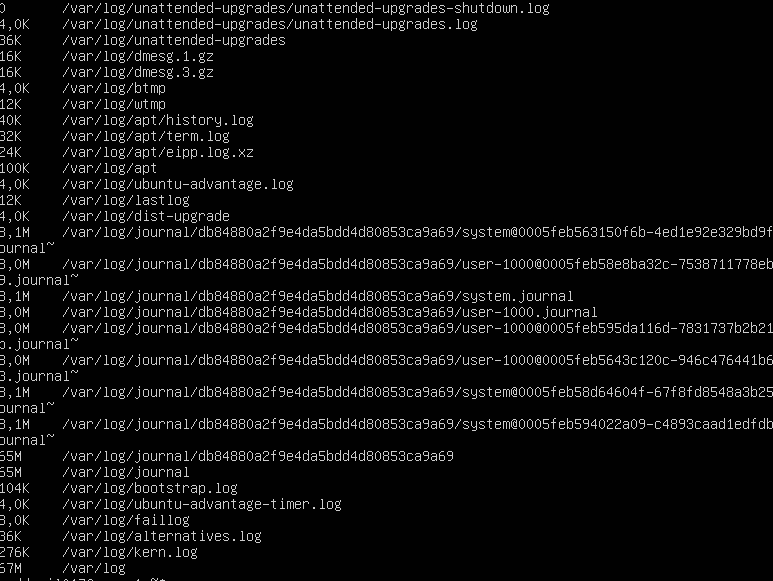 0 /var/log/unattended-upgrades/unattended-upgrades-shutdown.log
4,0K /var/log/unattended-upgrades/unattended-upgrades.log
36K /var/log/unattended-upgrades
16K /var/log/dmesg.1.gz
16K /var/log/dmesg.3.gz
4,0K /var/log/btmp
12K /var/log/wtmp
40K /var/log/apt/history.log
32K /var/log/apt/term.log
24K /var/log/apt/eipp.log.xz
100K /var/log/apt
4,0K /var/log/ubuntu-advantage.log
12K /var/log/lastlog
4,0K /var/log/dist-upgrade
8,1M /var/log/journal/db84880a2f9e4da5bdd4d80853ca9a69/system@0005feb563150f6b-4ed1e92e329bd9f
ournal~
8,0M /var/log/journal/db84880a2f9e4da5bdd4d80853ca9a69/user-1000@0005feb58e8ba32c-7538711778eb
9.journal~
8,1M /var/log/journal/db84880a2f9e4da5bdd4d80853ca9a69/system.journal
8,0M /var/log/journal/db84880a2f9e4da5bdd4d80853ca9a69/user-1000.journal
8,0M /var/log/journal/db84880a2f9e4da5bdd4d80853ca9a69/user-1000@0005feb595da116d-7831737b2b21
b.journal~
8,0M /var/log/journal/db84880a2f9e4da5bdd4d80853ca9a69/user-1000@0005feb5643c120c-946c476441b6
3.journal~
8,1M /var/log/journal/db84880a2f9e4da5bdd4d80853ca9a69/system@0005feb58d64604f-67f8fd8548a3b25
ournal~
8,1M /var/log/journal/db84880a2f9e4da5bdd4d80853ca9a69/system@0005feb594022a09-c4893caad1edfdb
ournal~
65M /var/log/journal/db84880a2f9e4da5bdd4d80853ca9a69
65M /var/log/journal
104K /var/log/bootstrap.log
4,0K /var/log/ubuntu-advantage-timer.log
8,0K /var/log/faillog
36K /var/log/alternatives.log
276K /var/log/kern.log
67M /var/log